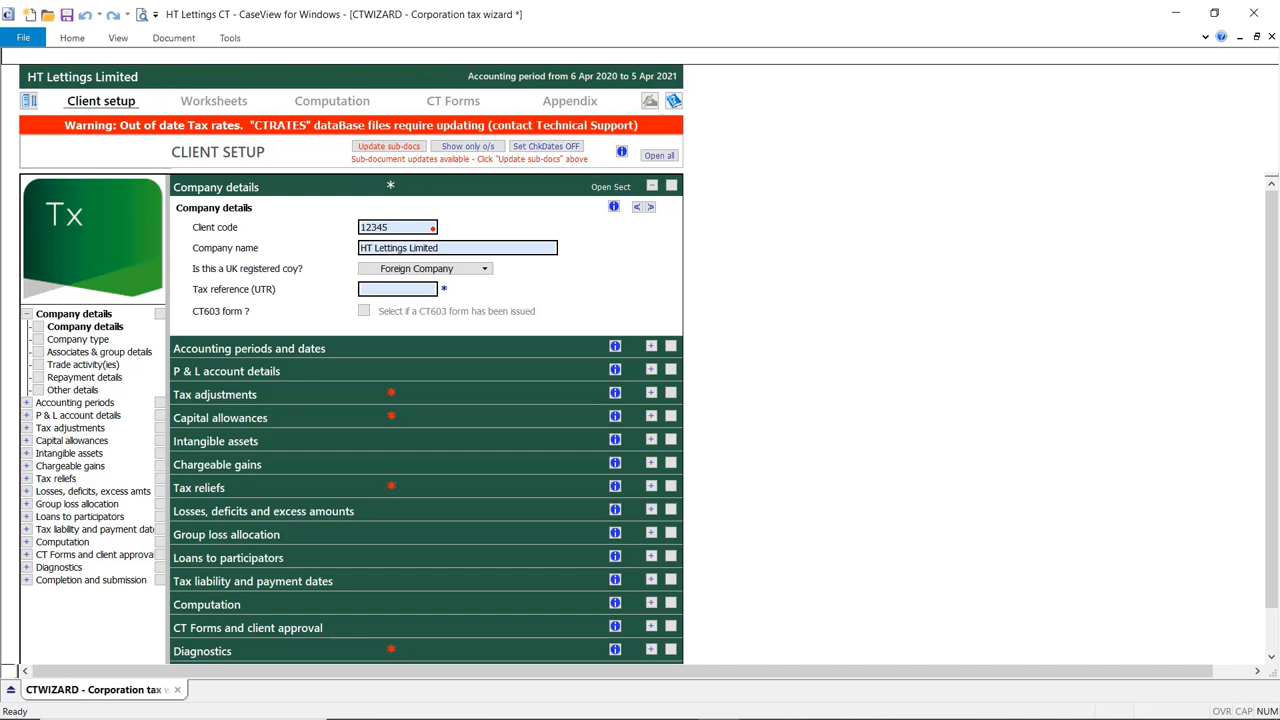 HT Lettings CT - CaseView for Windows - [CTWIZARD - Corporation tax wizard *]
File Home View Document Tools
HT Lettings Limited Accounting period from 6 Apr 2020 to 5 Apr 2021
Client setup Worksheets Computation CT Forms Appendix
Warning: Out of date Tax rates. "CTRATES" dataBase files require updating (contact Technical Support)
CLIENT SETUP Update sub-docs Show only o/s Set ChkDates OFF Open all
Sub-document updates available - Click "Update sub-docs" above
Tx
Company details
Company details
Company type
Associates & group details
Trade activity(ies)
Repayment details
Other details
Accounting periods
P & L account details
Tax adjustments
Capital allowances
Intangible assets
Chargeable gains
Tax reliefs
Losses, deficits, excess amts
Group loss allocation
Loans to participators
Tax liability and payment date
Computation
CT Forms and client approva
Diagnostics
Completion and submission
Company details * Open Sect
Company details < >
Client code 12345
Company name HT Lettings Limited
Is this a UK registered coy? Foreign Company
Tax reference (UTR) *
CT603 form ? Select if a CT603 form has been issued
Accounting periods and dates
P & L account details
Tax adjustments *
Capital allowances *
Intangible assets
Chargeable gains
Tax reliefs *
Losses, deficits and excess amounts
Group loss allocation
Loans to participators
Tax liability and payment dates
Computation
CT Forms and client approval
Diagnostics *
CTWIZARD - Corporation tax w
Ready OVR CAP NUM